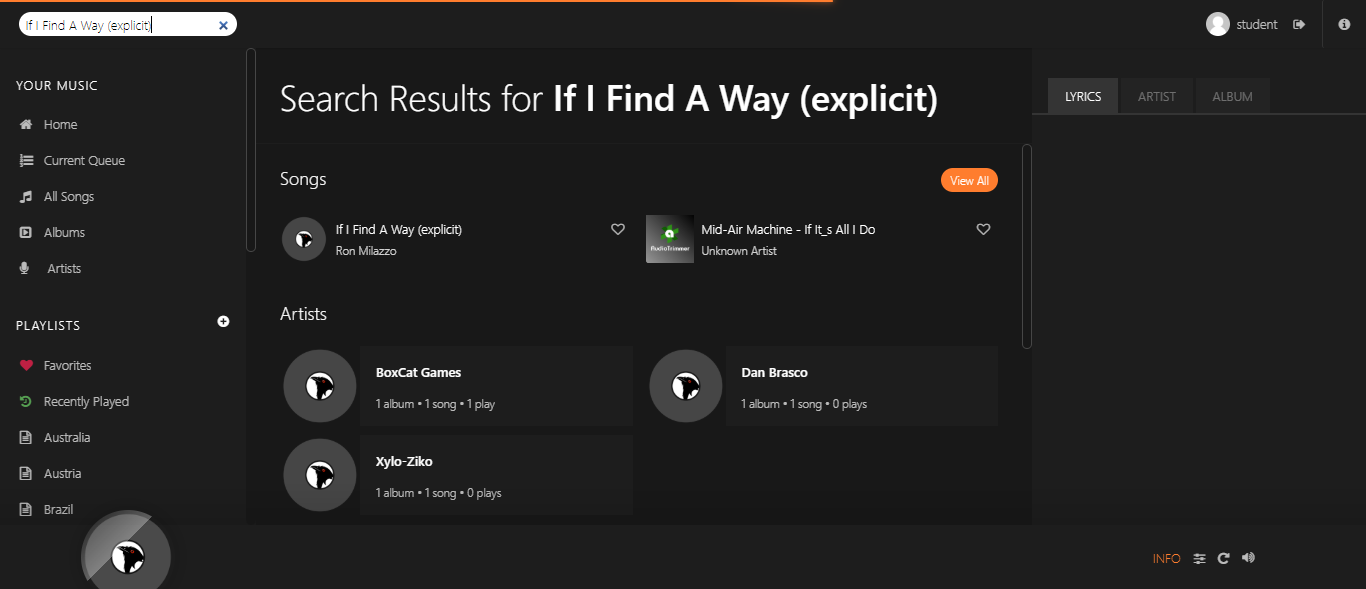 If I Find A Way (explicit)
student
YOUR MUSIC
Home
Current Queue
All Songs
Albums
Artists
PLAYLISTS
Favorites
Recently Played
Australia
Austria
Brazil
Search Results for If I Find A Way (explicit)
Songs
View All
If I Find A Way (explicit)
Ron Milazzo
a
AudioTrimmer
Mid-Air Machine - If It_s All I Do
Unknown Artist
Artists
BoxCat Games
1 album • 1 song • 1 play
Dan Brasco
1 album • 1 song • 0 plays
Xylo-Ziko
1 album • 1 song • 0 plays
LYRICS
ARTIST
ALBUM
INFO